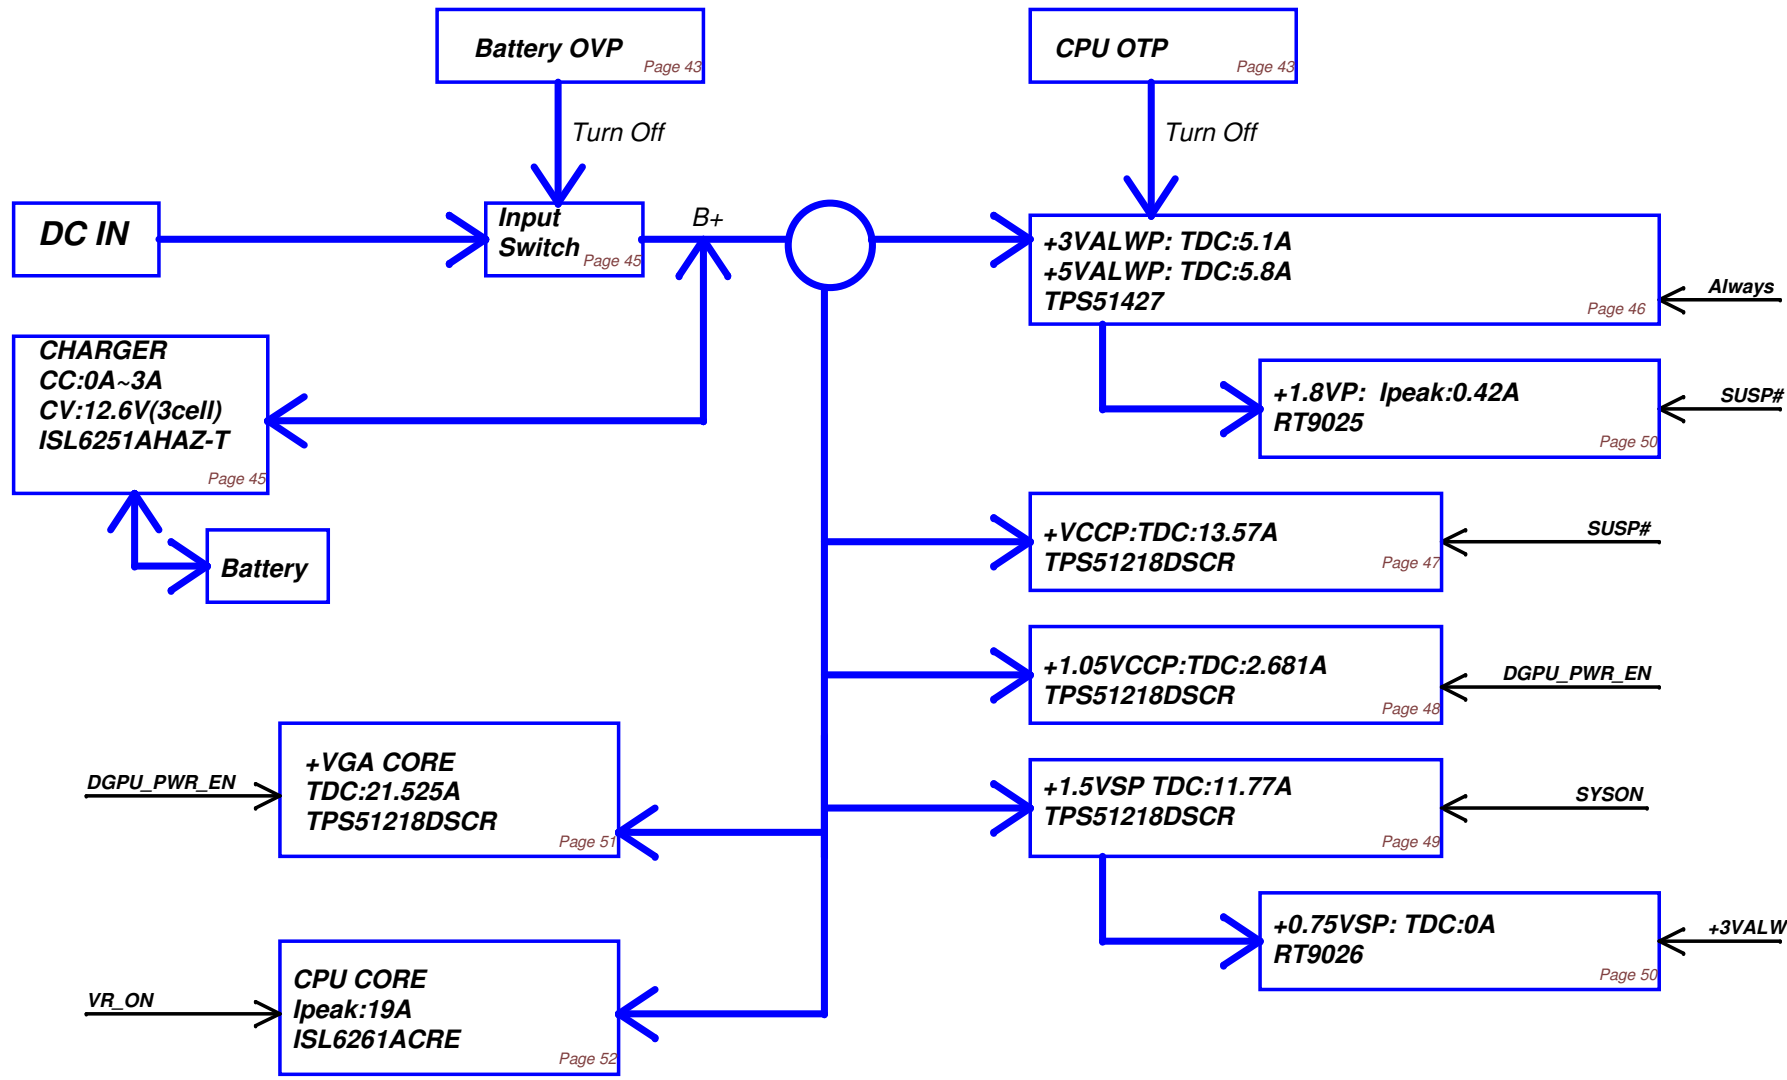 Battery OVP
Page 43
CPU OTP
Page 43
Turn Off
Turn Off
DC IN
Input
Switch
Page 45
B+
+3VALWP: TDC:5.1A
+5VALWP: TDC:5.8A
TPS51427
Page 46
Always
CHARGER
CC:0A~3A
CV:12.6V(3cell)
ISL6251AHAZ-T
Page 45
+1.8VP: Ipeak:0.42A
RT9025
Page 50
SUSP#
Battery
+VCCP:TDC:13.57A
TPS51218DSCR
Page 47
SUSP#
+1.05VCCP:TDC:2.681A
TPS51218DSCR
Page 48
DGPU_PWR_EN
DGPU_PWR_EN
+VGA CORE
TDC:21.525A
TPS51218DSCR
Page 51
+1.5VSP TDC:11.77A
TPS51218DSCR
Page 49
SYSON
+0.75VSP: TDC:0A
RT9026
Page 50
+3VALW
VR_ON
CPU CORE
Ipeak:19A
ISL6261ACRE
Page 52